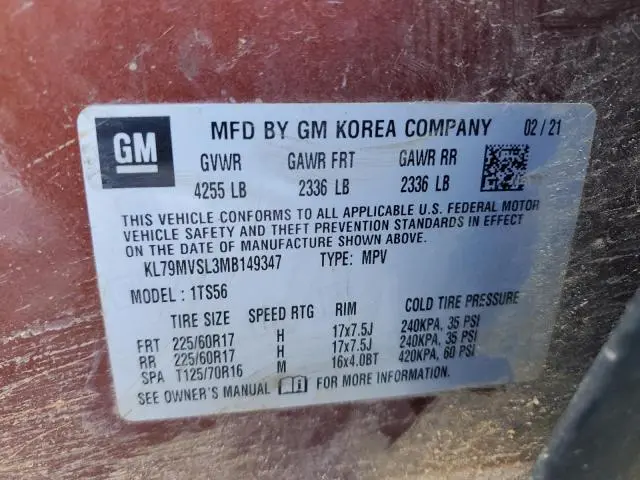 GM MFD BY GM KOREA COMPANY 02/21
GVWR GAWR FRT GAWR RR
4255 LB 2336 LB 2336 LB
THIS VEHICLE CONFORMS TO ALL APPLICABLE U.S. FEDERAL MOTOR
VEHICLE SAFETY AND THEFT PREVENTION STANDARDS IN EFFECT
ON THE DATE OF MANUFACTURE SHOWN ABOVE.
KL79MVSL3MB149347 TYPE: MPV
MODEL: 1TS56
TIRE SIZE SPEED RTG RIM COLD TIRE PRESSURE
FRT 225/60R17 H 17x7.5J 240KPA, 35 PSI
RR 225/60R17 H 17x7.5J 240KPA, 35 PSI
SPA T125/70R16 M 16x4.0BT 420KPA, 60 PSI
SEE OWNER'S MANUAL FOR MORE INFORMATION.